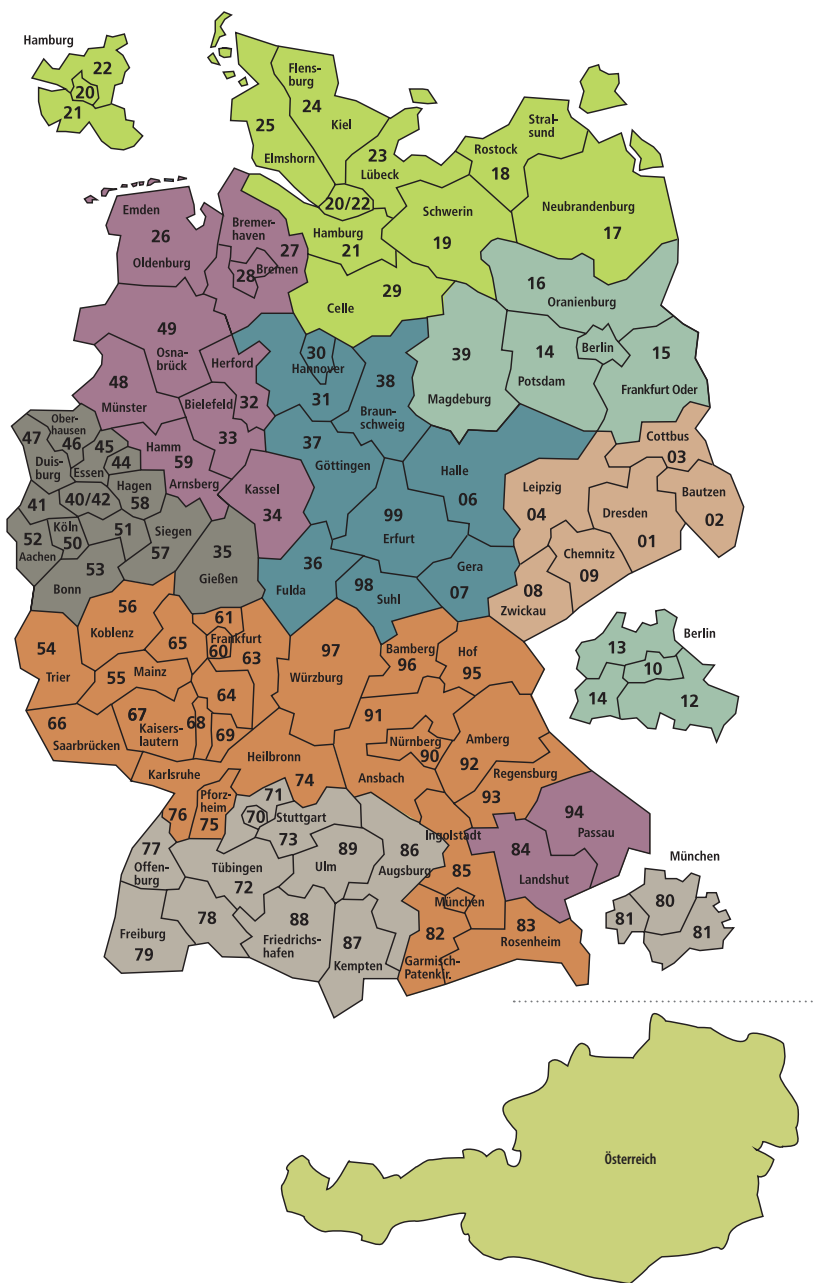 Hamburg
22
20
21
Flens-
burg
24
Kiel
25
Elmshorn
23
Lübeck
20/22
Stral-
sund
Rostock
18
Neubrandenburg
17
Schwerin
19
Hamburg
21
29
Celle
Emden
26
Oldenburg
Bremer-
haven
27
28
Bremen
16
Oranienburg
49
Osna-
brück
Herford
30
Hannover
31
38
Braun-
schweig
39
Magdeburg
14
Potsdam
Berlin
15
Frankfurt Oder
48
Münster
Bielefeld
32
33
37
Göttingen
Cottbus
03
Ober-
hausen
47
46
Duis-
burg
45
Essen
44
Hamm
59
Arnsberg
Hagen
58
40/42
41
Kassel
34
Halle
06
99
Erfurt
Leipzig
04
Dresden
01
Bautzen
02
Köln
50
51
52
Aachen
53
Bonn
Siegen
57
35
Gießen
36
Fulda
98
Suhl
Gera
07
Chemnitz
09
08
Zwickau
56
Koblenz
65
61
Frankfurt
60
63
97
Würzburg
Bamberg
96
Hof
95
54
Trier
55
Mainz
64
66
Saarbrücken
67
Kaisers-
lautern
68
69
91
Nürnberg
90
Ansbach
Amberg
92
Regensburg
93
Heilbronn
74
Karlsruhe
76
Pforz-
heim
75
71
70
Stuttgart
73
Berlin
13
10
14
12
77
Offen-
burg
Tübingen
72
89
Ulm
86
Augsburg
Ingolstadt
85
94
Passau
84
Landshut
78
Freiburg
79
88
Friedrichs-
hafen
87
Kempten
München
82
Garmisch-
Patenkir.
83
Rosenheim
München
80
81
81
Österreich